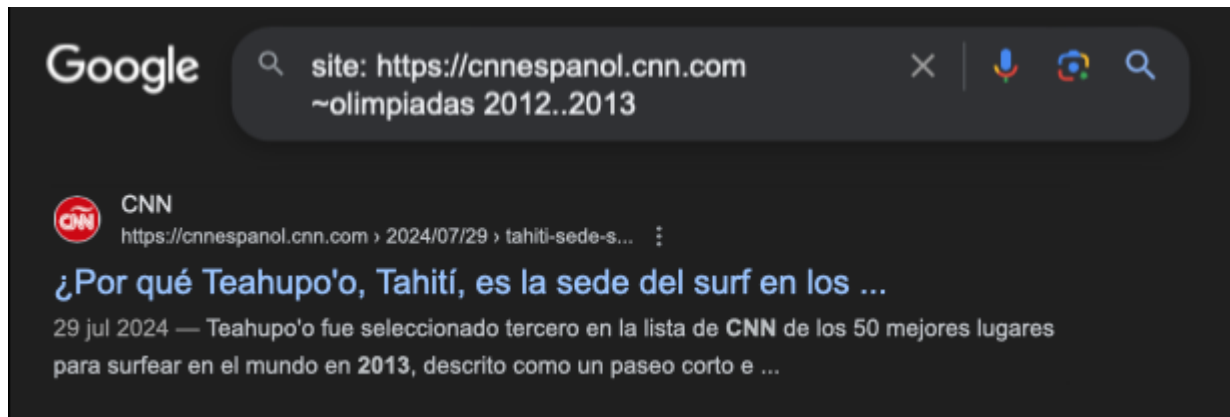 Google
site: https://cnnespanol.cnn.com
~olimpiadas 2012..2013
CNN
CNN
https://cnnespanol.cnn.com › 2024/07/29 › tahiti-sede-s...
¿Por qué Teahupo'o, Tahití, es la sede del surf en los ...
29 jul 2024 — Teahupo'o fue seleccionado tercero en la lista de CNN de los 50 mejores lugares
para surfear en el mundo en 2013, descrito como un paseo corto e ...